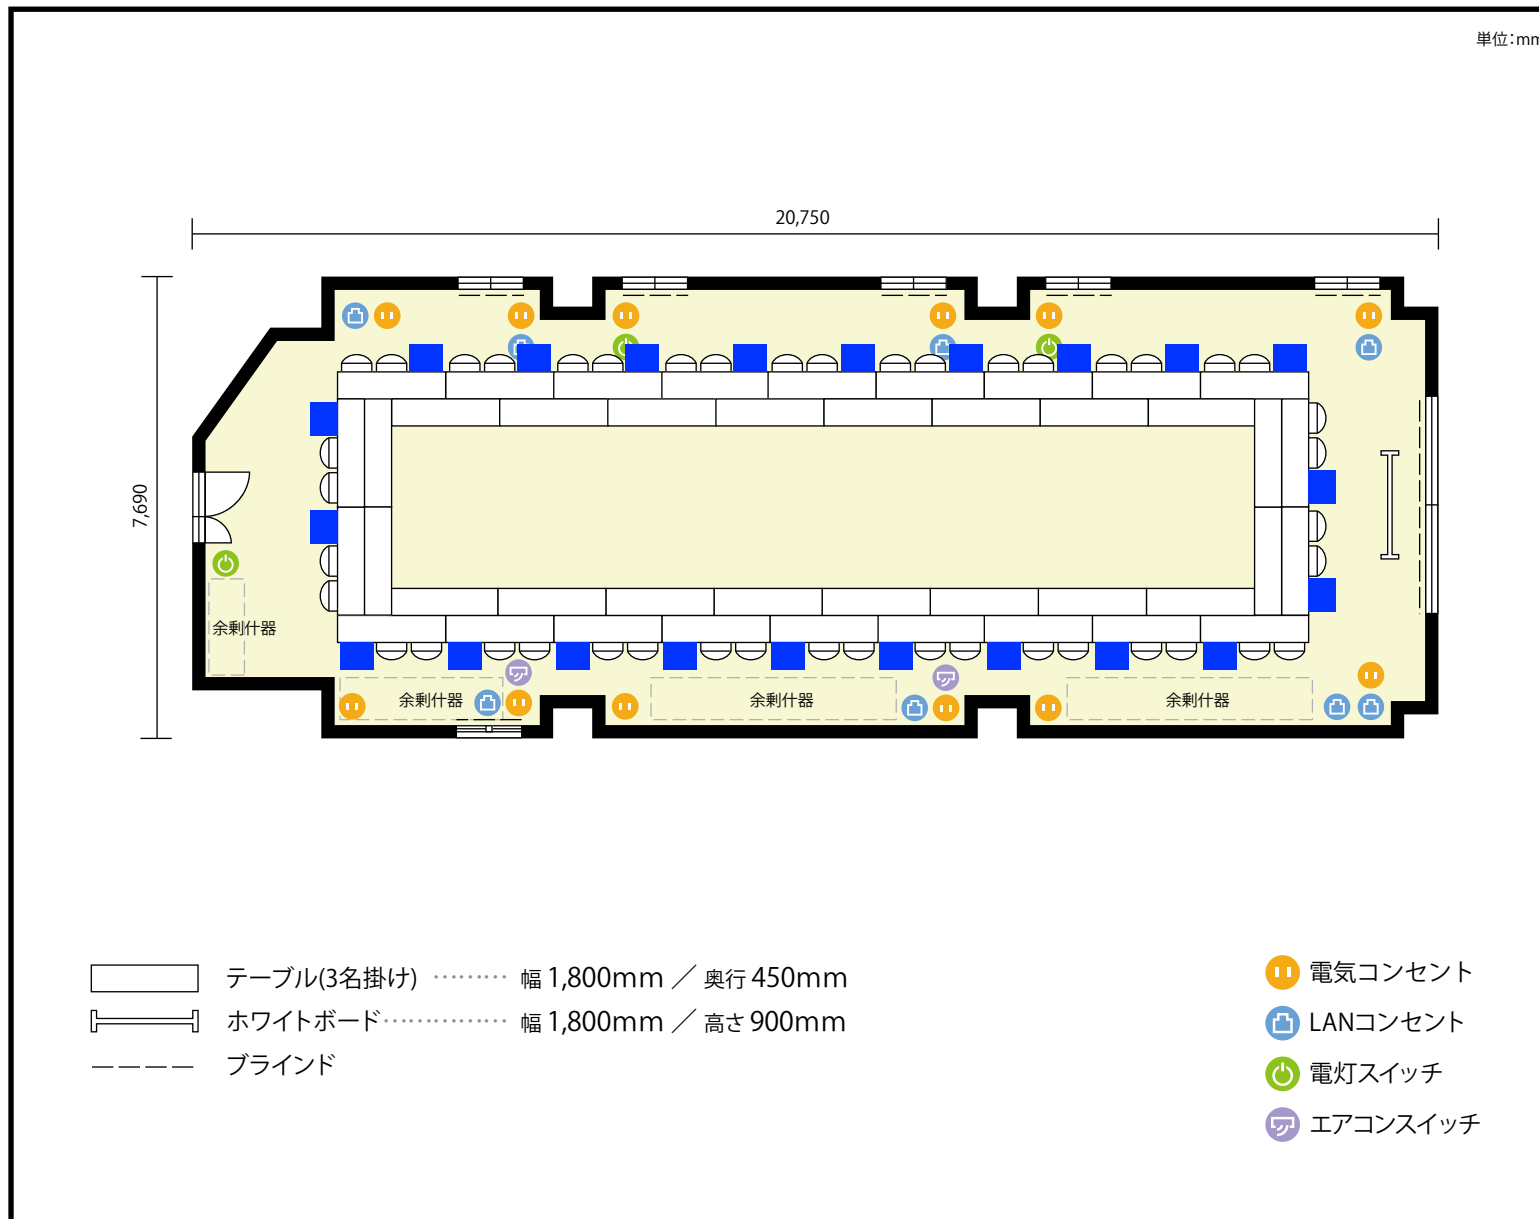 単位：mm
20,750
7,690
余剰什器
余剰什器
余剰什器
余剰什器
テーブル(3名掛け) ········· 幅 1,800mm ／ 奥行 450mm
ホワイトボード·············· 幅 1,800mm ／ 高さ 900mm
ブラインド
電気コンセント
LANコンセント
電灯スイッチ
エアコンスイッチ